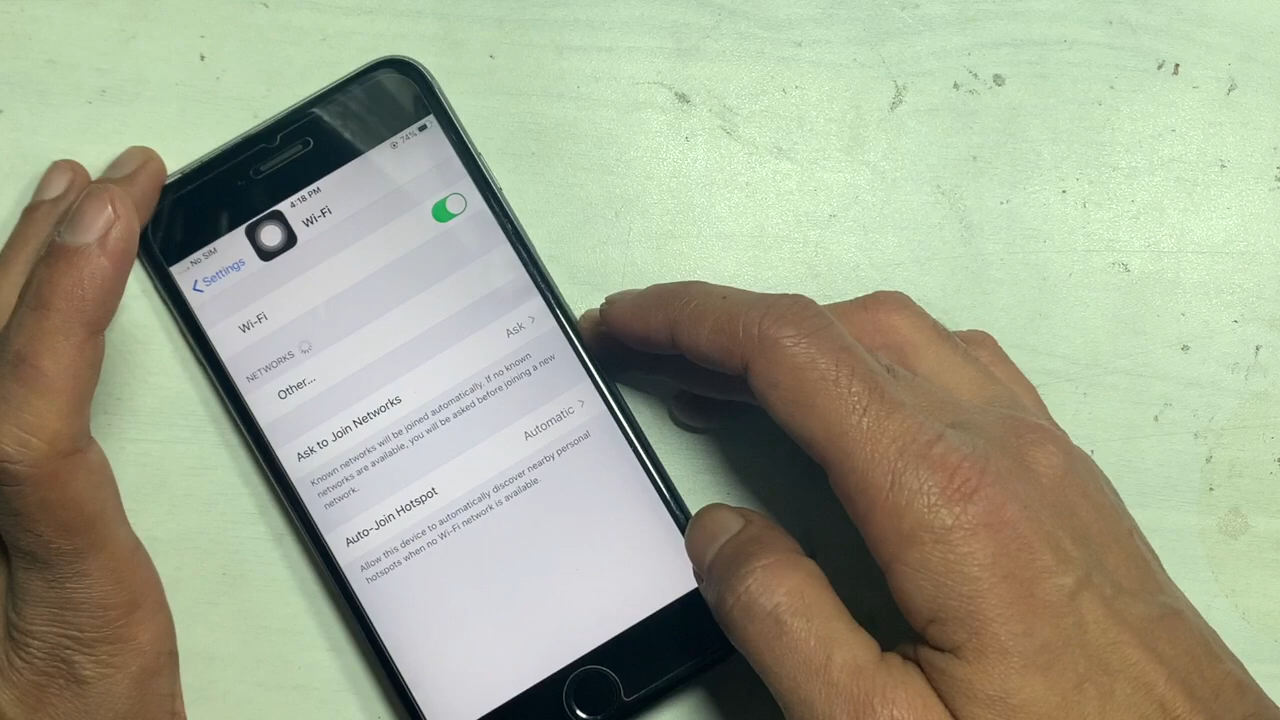 No SIM
4:18 PM
74%
Settings
Wi-Fi
Wi-Fi
NETWORKS
Other...
Ask to Join Networks
Ask
Known networks will be joined automatically. If no known
networks are available, you will be asked before joining a new
network.
Auto-Join Hotspot
Automatic
Allow this device to automatically discover nearby personal
hotspots when no Wi-Fi network is available.